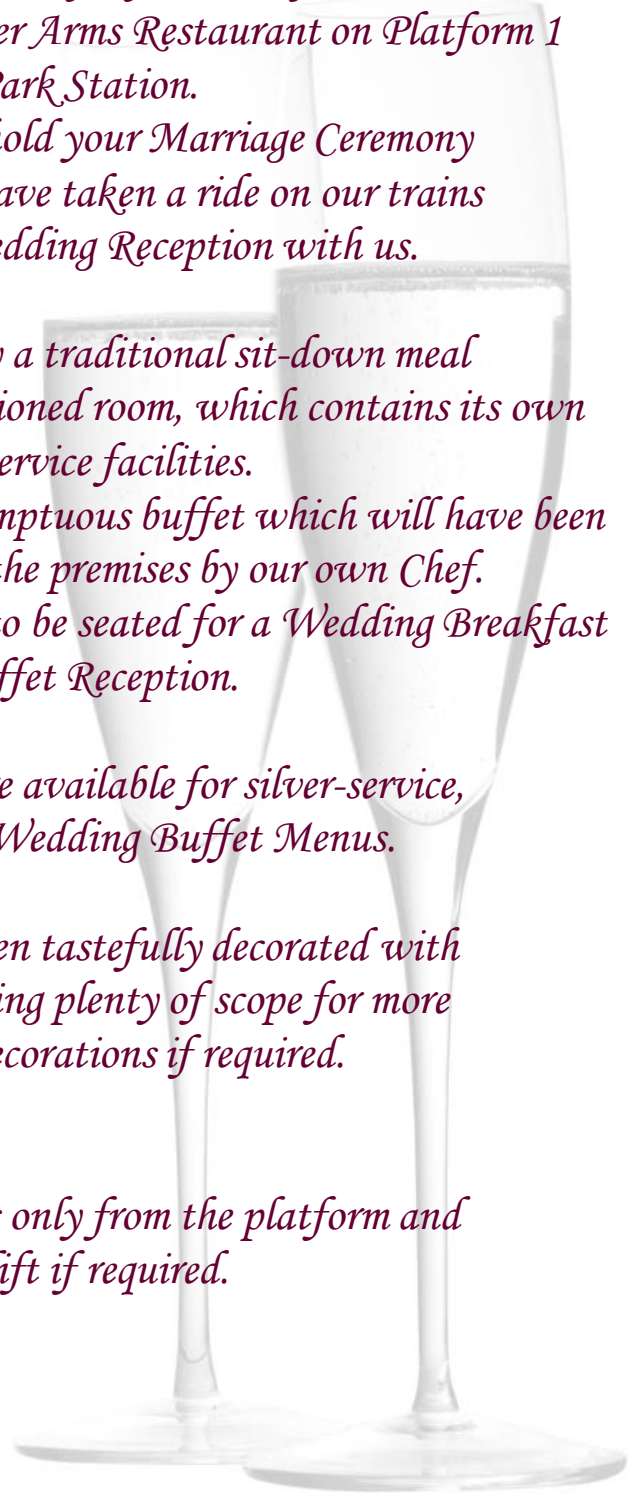 er Arms Restaurant on Platform 1
Park Station.
hold your Marriage Ceremony
ave taken a ride on our trains
edding Reception with us.
a traditional sit-down meal
ioned room, which contains its own
ervice facilities.
mptuous buffet which will have been
the premises by our own Chef.
to be seated for a Wedding Breakfast
ffet Reception.
e available for silver-service,
Wedding Buffet Menus.
en tastefully decorated with
ing plenty of scope for more
ecorations if required.
only from the platform and
ift if required.